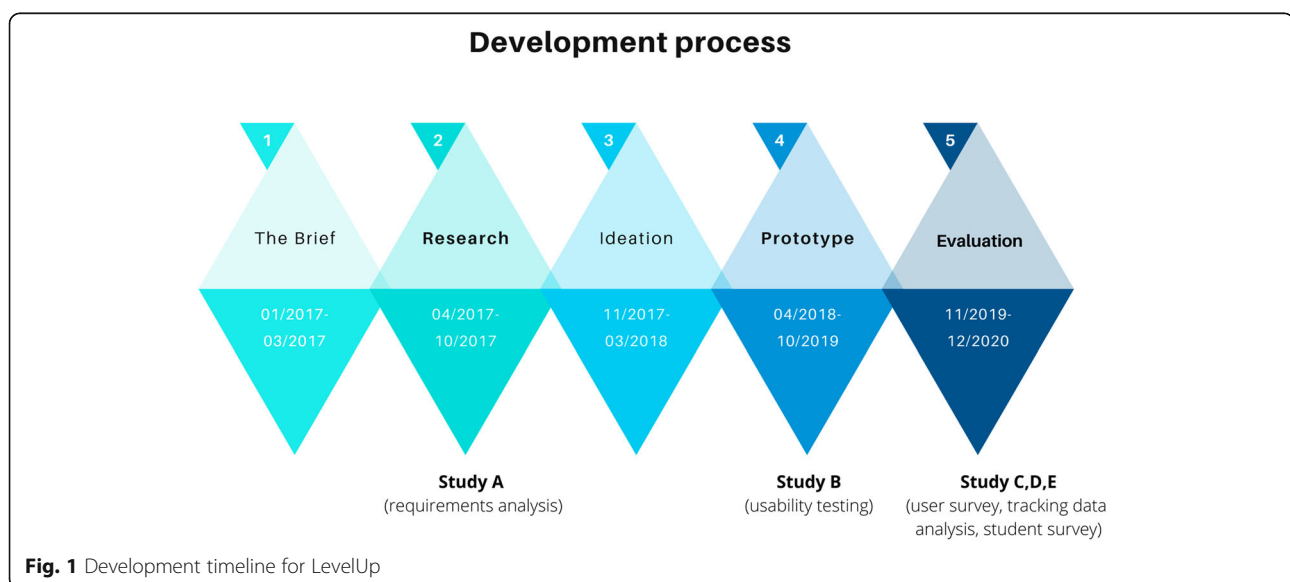 Development process
1
2
3
4
5
The Brief
Research
Ideation
Prototype
Evaluation
01/2017-
03/2017
04/2017-
10/2017
11/2017-
03/2018
04/2018-
10/2019
11/2019-
12/2020
Study A
(requirements analysis)
Study B
(usability testing)
Study C,D,E
(user survey, tracking data
analysis, student survey)
Fig. 1 Development timeline for LevelUp